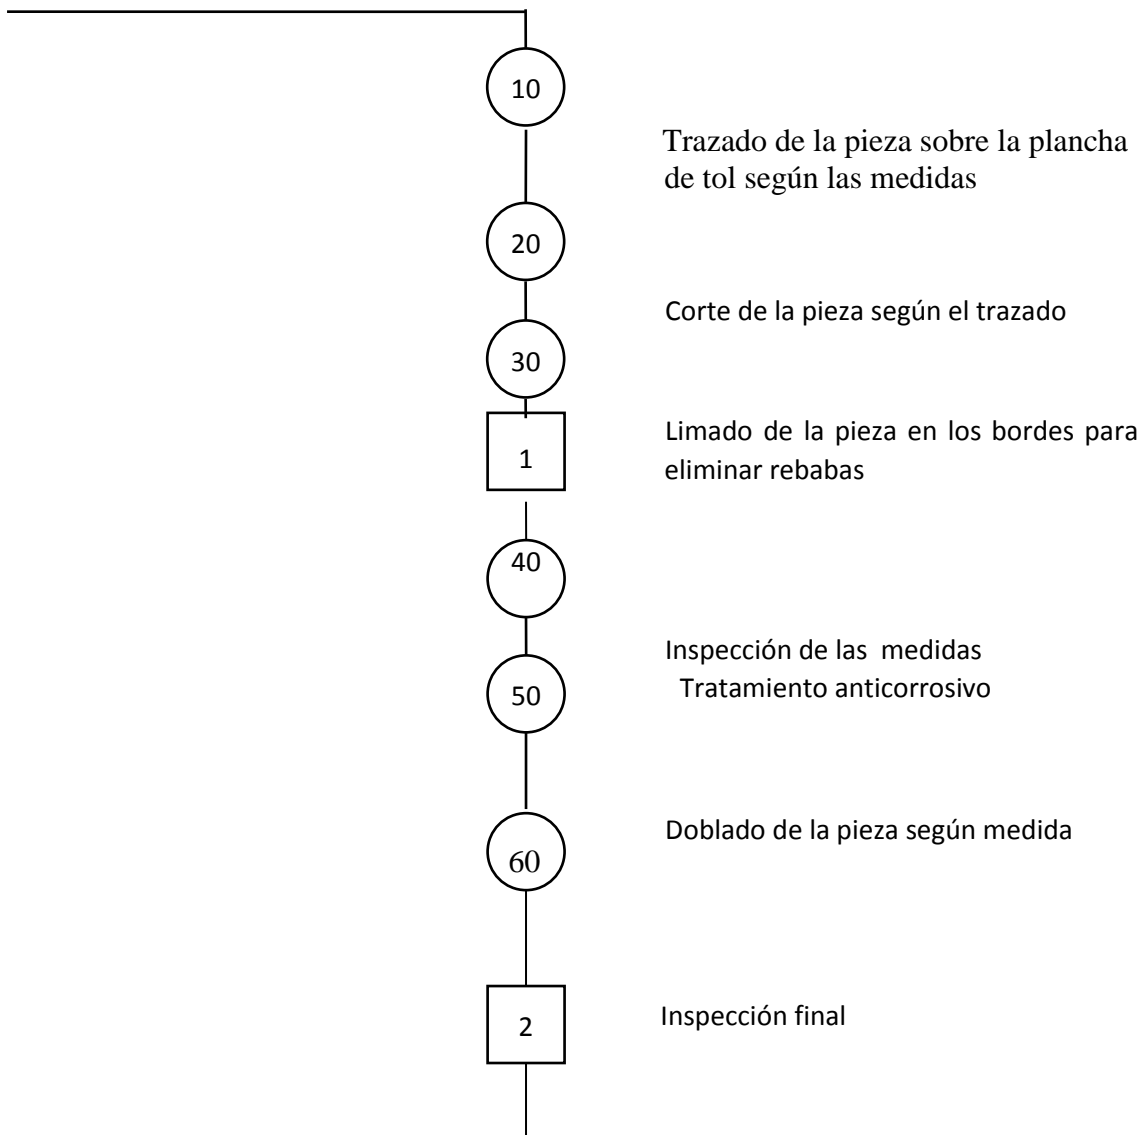 10
Trazado de la pieza sobre la plancha
de tol según las medidas
20
Corte de la pieza según el trazado
30
Limado de la pieza en los bordes para
1
eliminar rebabas
40
Inspección de las medidas
Tratamiento anticorrosivo
50
Doblado de la pieza según medida
60
Inspección final
2